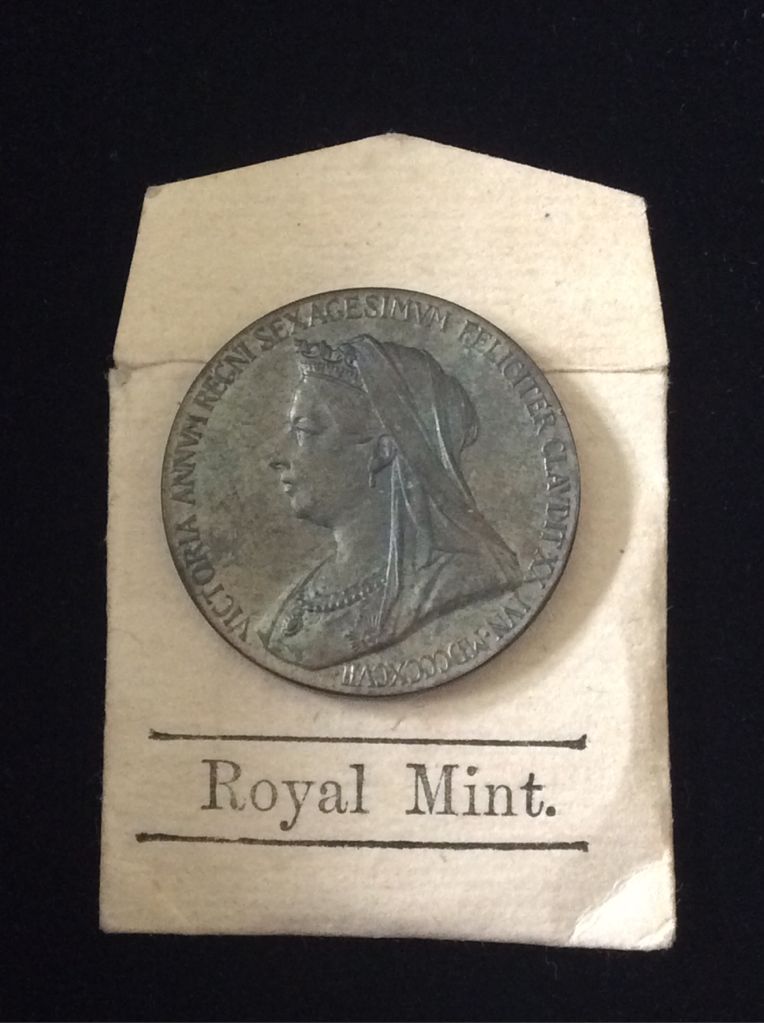 VICTORIA ANNVM REGNI SEXAGESIMVM FELICITER CLAVDIT XX IVN. MDCCCXCVII
Royal Mint.